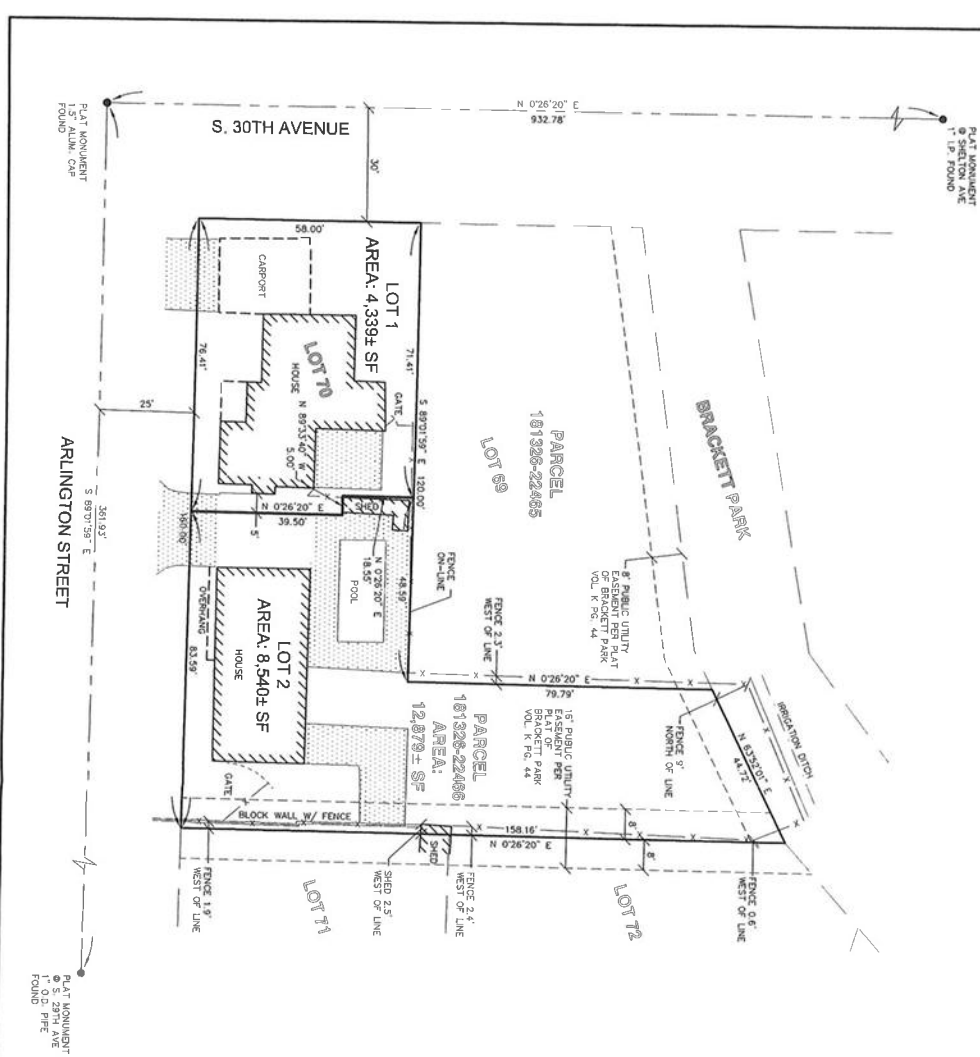 PLAT MONUMENT
@ SHELTON AVE
1" I.P. FOUND
N 0°26'20" E
932.78'
S. 30TH AVENUE
PLAT MONUMENT
1.5" ALUM. CAP
FOUND
30'
58.00'
LOT 1
AREA: 4,339± SF
CARPORT
LOT 70
HOUSE
76.41'
71.41'
GATE
S 89°01'59" E 120.00'
N 89°33'40" W
5.00'
SHED
N 0°26'20" E
39.50'
N 0°26'20" E
18.55'
5'
25'
ARLINGTON STREET
361.93'
S 89°01'59" E
160.00'
BRACKETT PARK
PARCEL
181326-22465
LOT 69
8' PUBLIC UTILITY
EASEMENT PER PLAT
OF BRACKETT PARK
VOL. K PG. 44
FENCE
ON-LINE
48.59'
POOL
OVERHANG
83.59'
LOT 2
AREA: 8,540± SF
HOUSE
FENCE 2.3'
WEST OF LINE
N 0°26'20" E
79.79'
PARCEL
181326-22466
AREA:
12,879± SF
15" PUBLIC UTILITY
EASEMENT PER
PLAT OF
BRACKETT PARK
VOL. K PG. 44
IRRIGATION DITCH
N 63°52'01" E
44.72'
FENCE 9"
NORTH OF LINE
GATE
BLOCK WALL W/ FENCE
158.16'
N 0°26'20" E
8'
8'
SHED
FENCE 1.9'
WEST OF LINE
SHED 2.5'
WEST OF LINE
FENCE 2.4'
WEST OF LINE
FENCE 0.6'
WEST OF LINE
LOT 71
LOT 72
PLAT MONUMENT
@ S. 29TH AVE
1" O.D. PIPE
FOUND